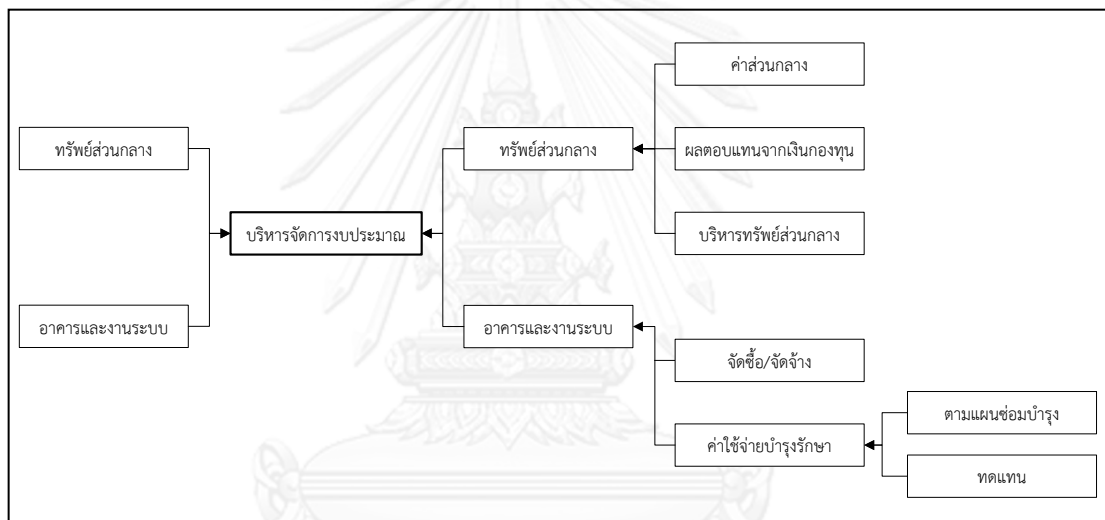 ค่าส่วนกลาง
ทรัพย์ส่วนกลาง
ทรัพย์ส่วนกลาง
ผลตอบแทนจากเงินกองทุน
บริหารจัดการงบประมาณ
บริหารทรัพย์ส่วนกลาง
อาคารและงานระบบ
อาคารและงานระบบ
จัดซื้อ/จัดจ้าง
ตามแผนซ่อมบำรุง
ค่าใช้จ่ายบำรุงรักษา
ทดแทน